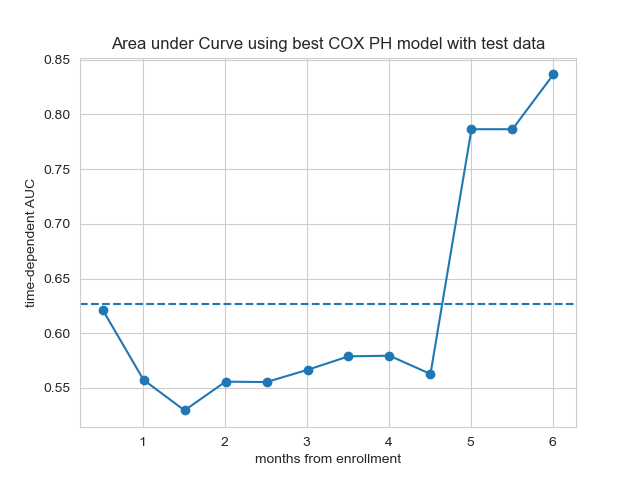 Area under Curve using best COX PH model with test data
0.85
0.80
0.75
0.70
0.65
0.60
0.55
time-dependent AUC
1 2 3 4 5 6
months from enrollment